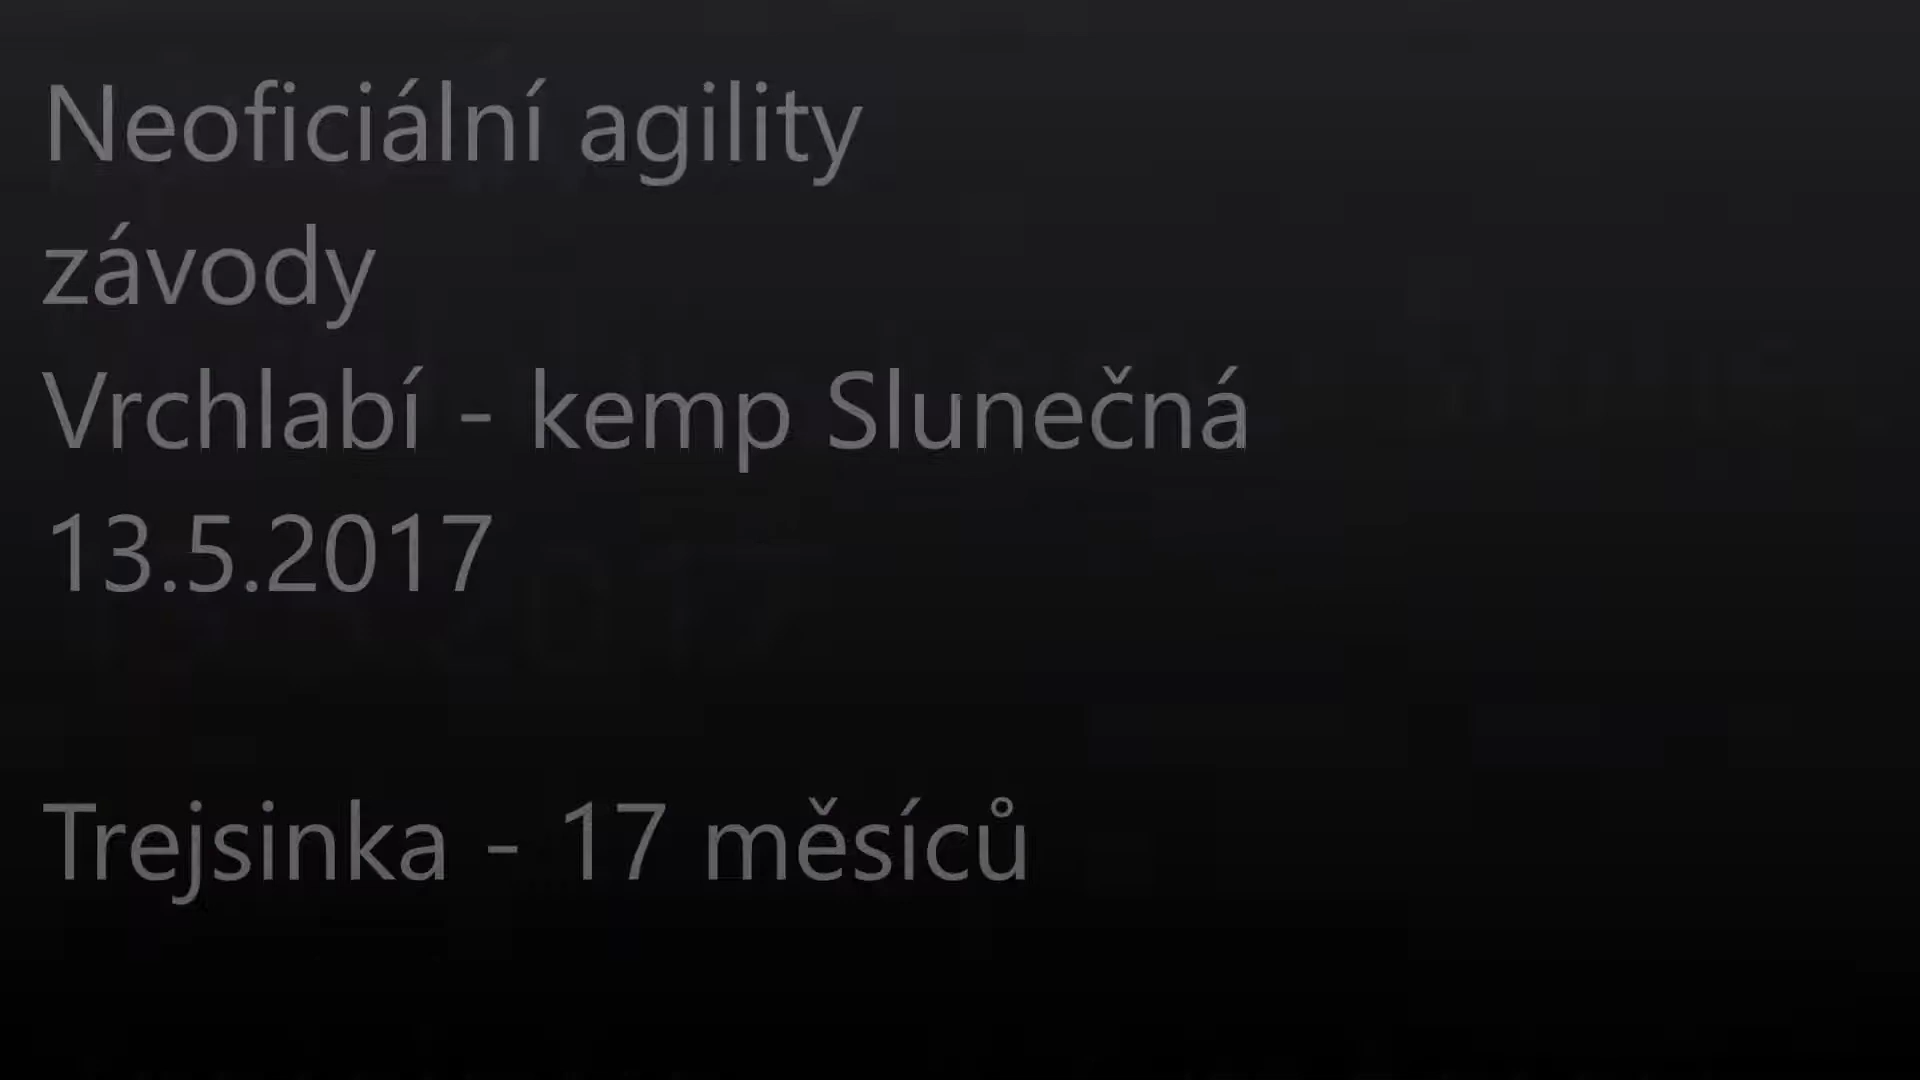 Neoficiální agility
závody
Vrchlabí - kemp Slunečná
13.5.2017
Trejsinka - 17 měsíců